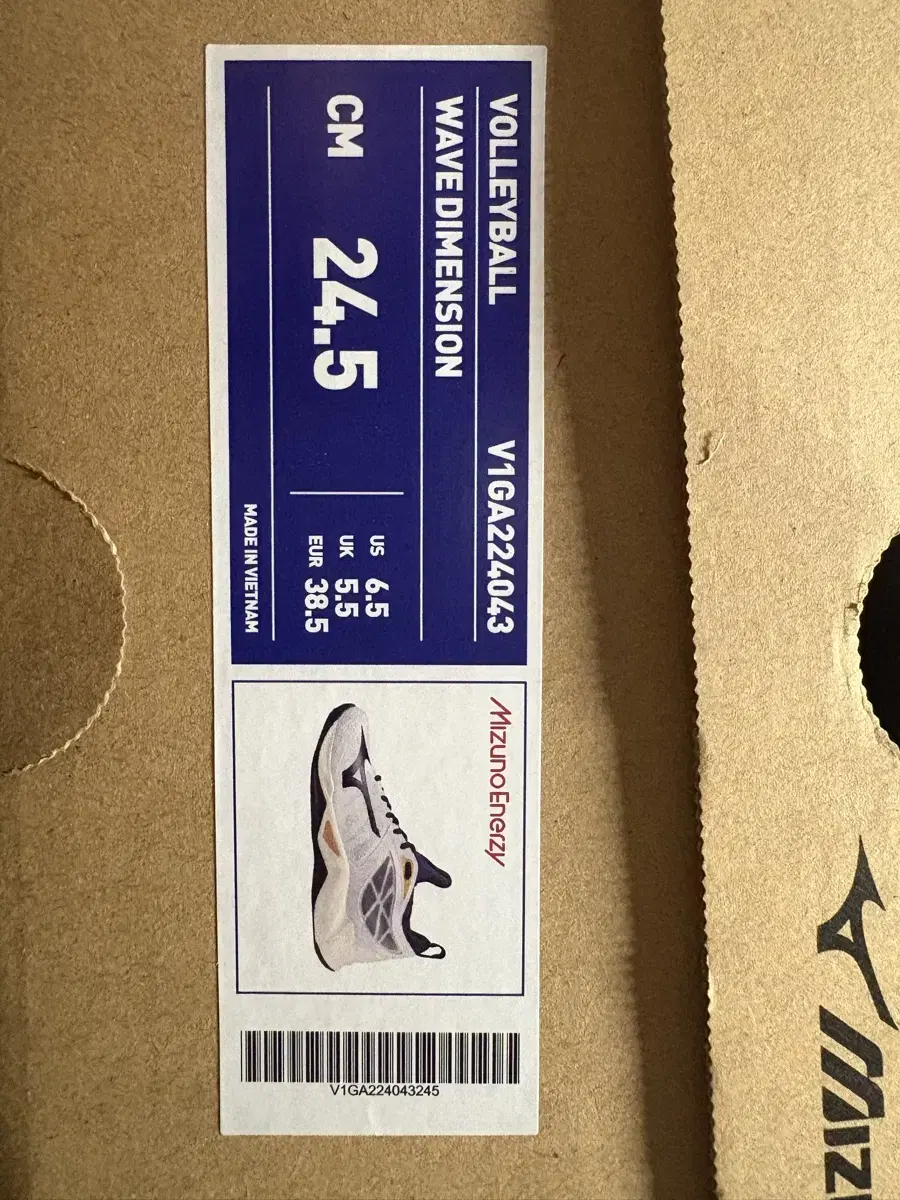 VOLLEYBALL V1GA224043
WAVE DIMENSION
CM 24.5
US 6.5
UK 5.5
EUR 38.5
MADE IN VIETNAM
MizunoEnerzy
V1GA224043245
MIZ